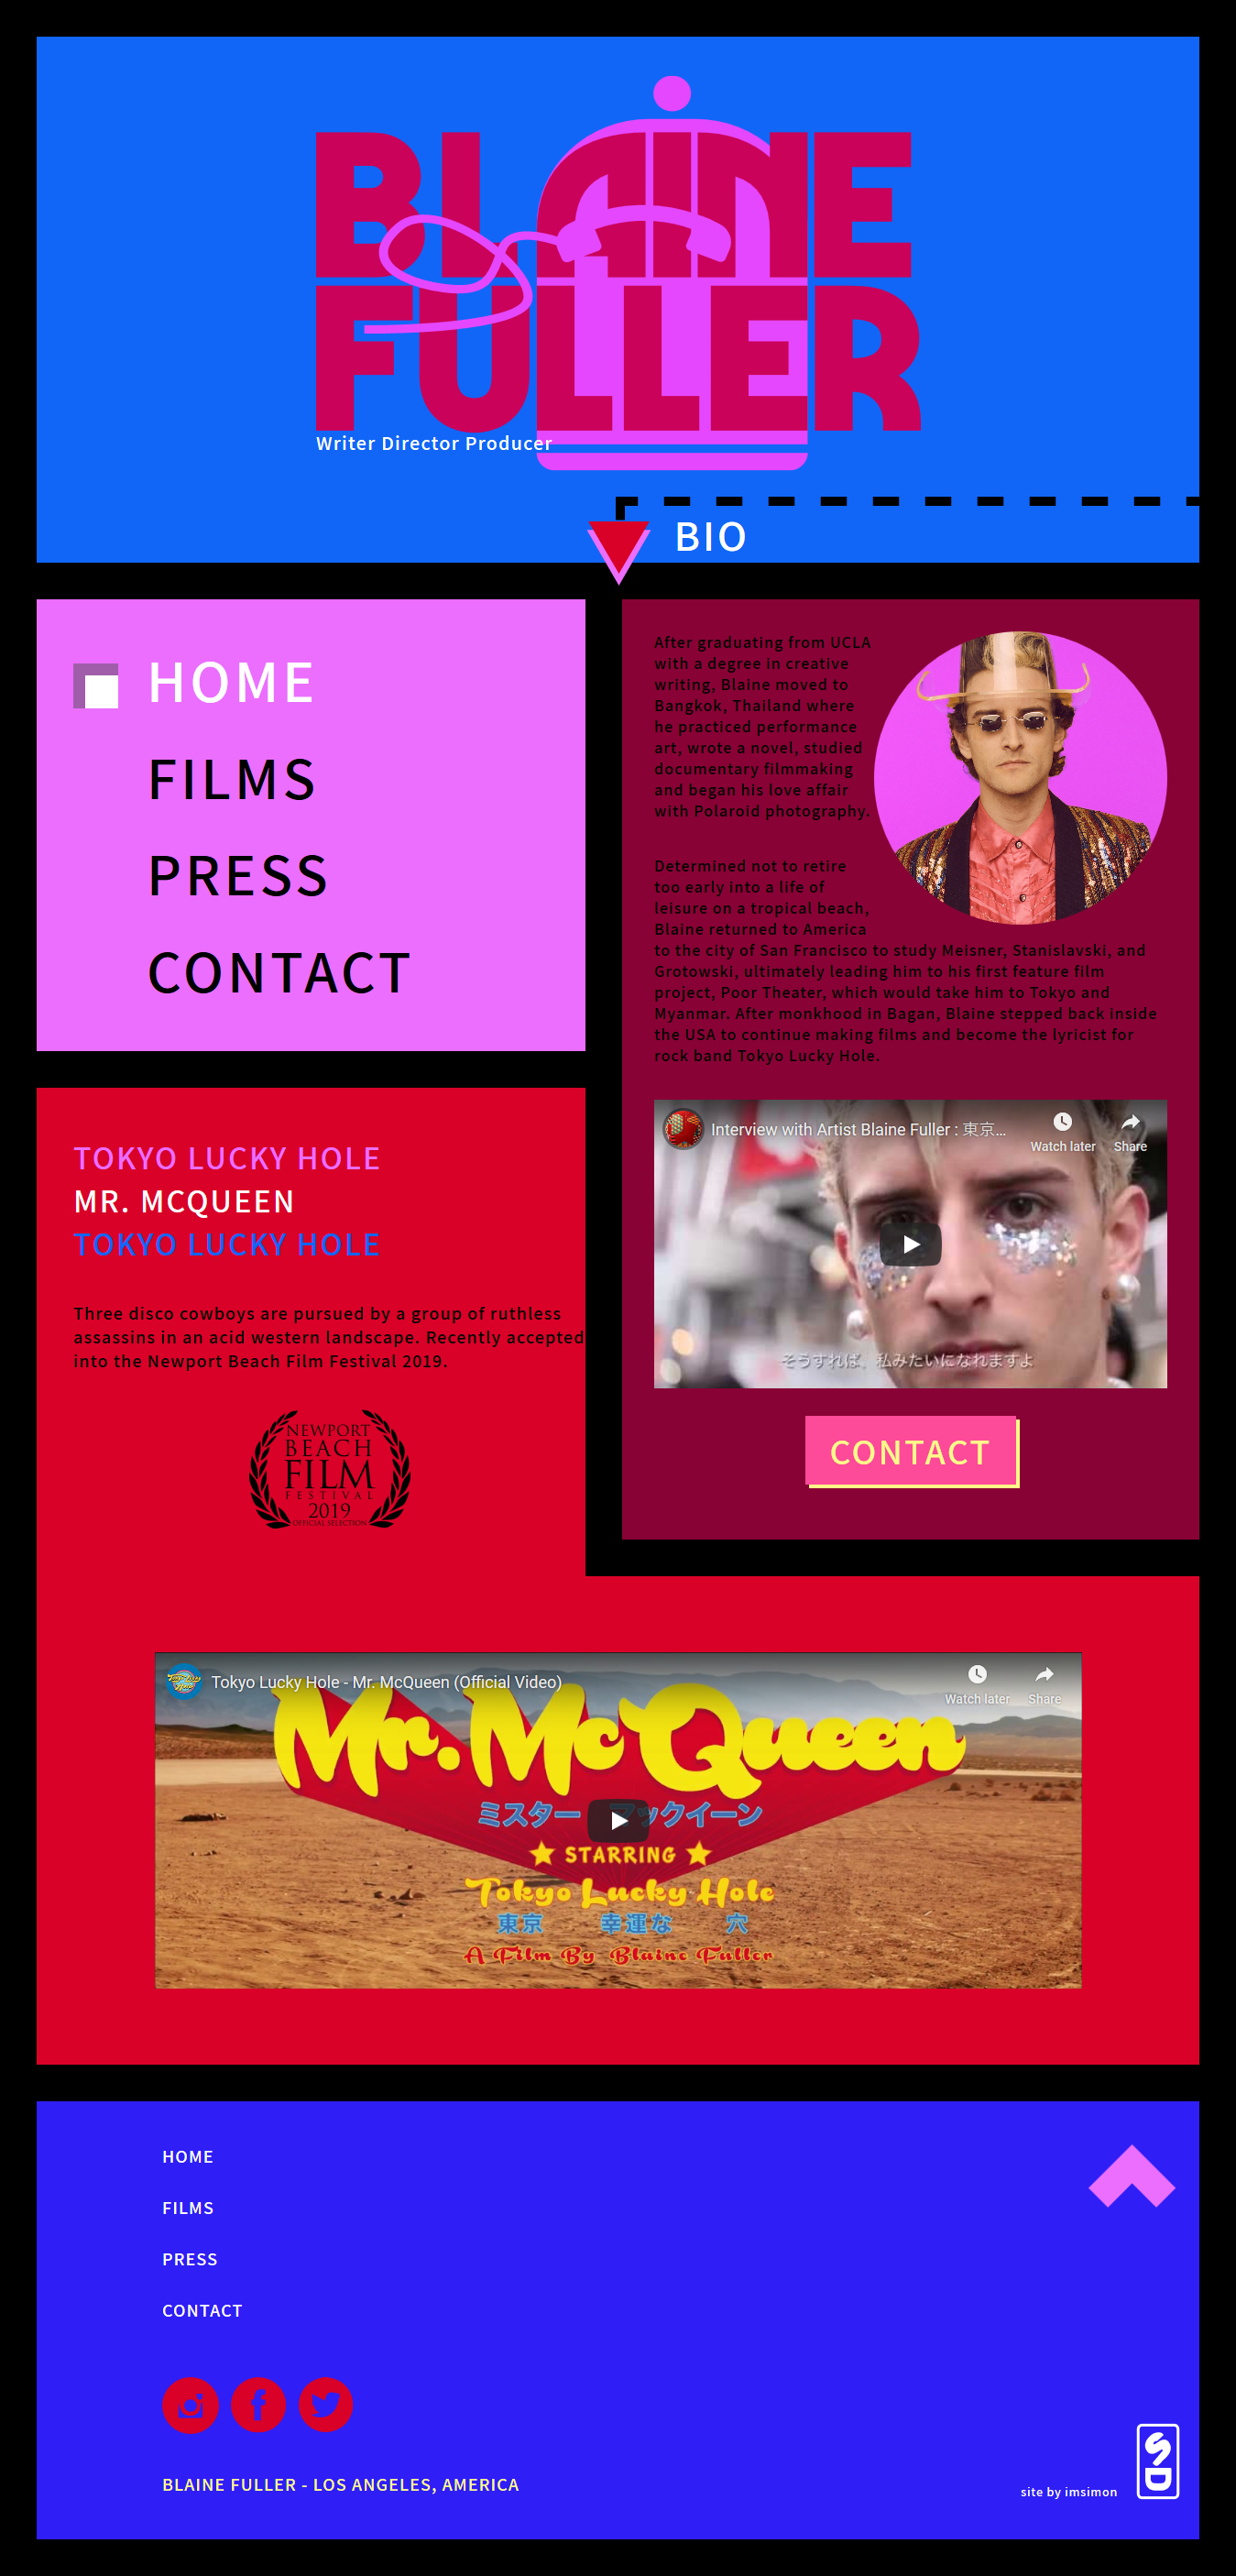 BLAINE
FULLER
Writer Director Producer
BIO
HOME
FILMS
PRESS
CONTACT
After graduating from UCLA
with a degree in creative
writing, Blaine moved to
Bangkok, Thailand where
he practiced performance
art, wrote a novel, studied
documentary filmmaking
and began his love affair
with Polaroid photography.
Determined not to retire
too early into a life of
leisure on a tropical beach,
Blaine returned to America
to the city of San Francisco to study Meisner, Stanislavski, and
Grotowski, ultimately leading him to his first feature film
project, Poor Theater, which would take him to Tokyo and
Myanmar. After monkhood in Bagan, Blaine stepped back inside
the USA to continue making films and become the lyricist for
rock band Tokyo Lucky Hole.
Interview with Artist Blaine Fuller : 東京...
Watch later
Share
そうすれば、私みたいになれますよ
CONTACT
TOKYO LUCKY HOLE
MR. MCQUEEN
TOKYO LUCKY HOLE
Three disco cowboys are pursued by a group of ruthless
assassins in an acid western landscape. Recently accepted
into the Newport Beach Film Festival 2019.
NEWPORT
BEACH
FILM
FESTIVAL
2019
OFFICIAL SELECTION
Tokyo Lucky Hole - Mr. McQueen (Official Video)
Watch later
Share
Mr. McQueen
ミスター マックイーン
STARRING
Tokyo Lucky Hole
東京 幸運な 穴
A Film By Blaine Fuller
HOME
FILMS
PRESS
CONTACT
BLAINE FULLER - LOS ANGELES, AMERICA
site by imsimon
SD